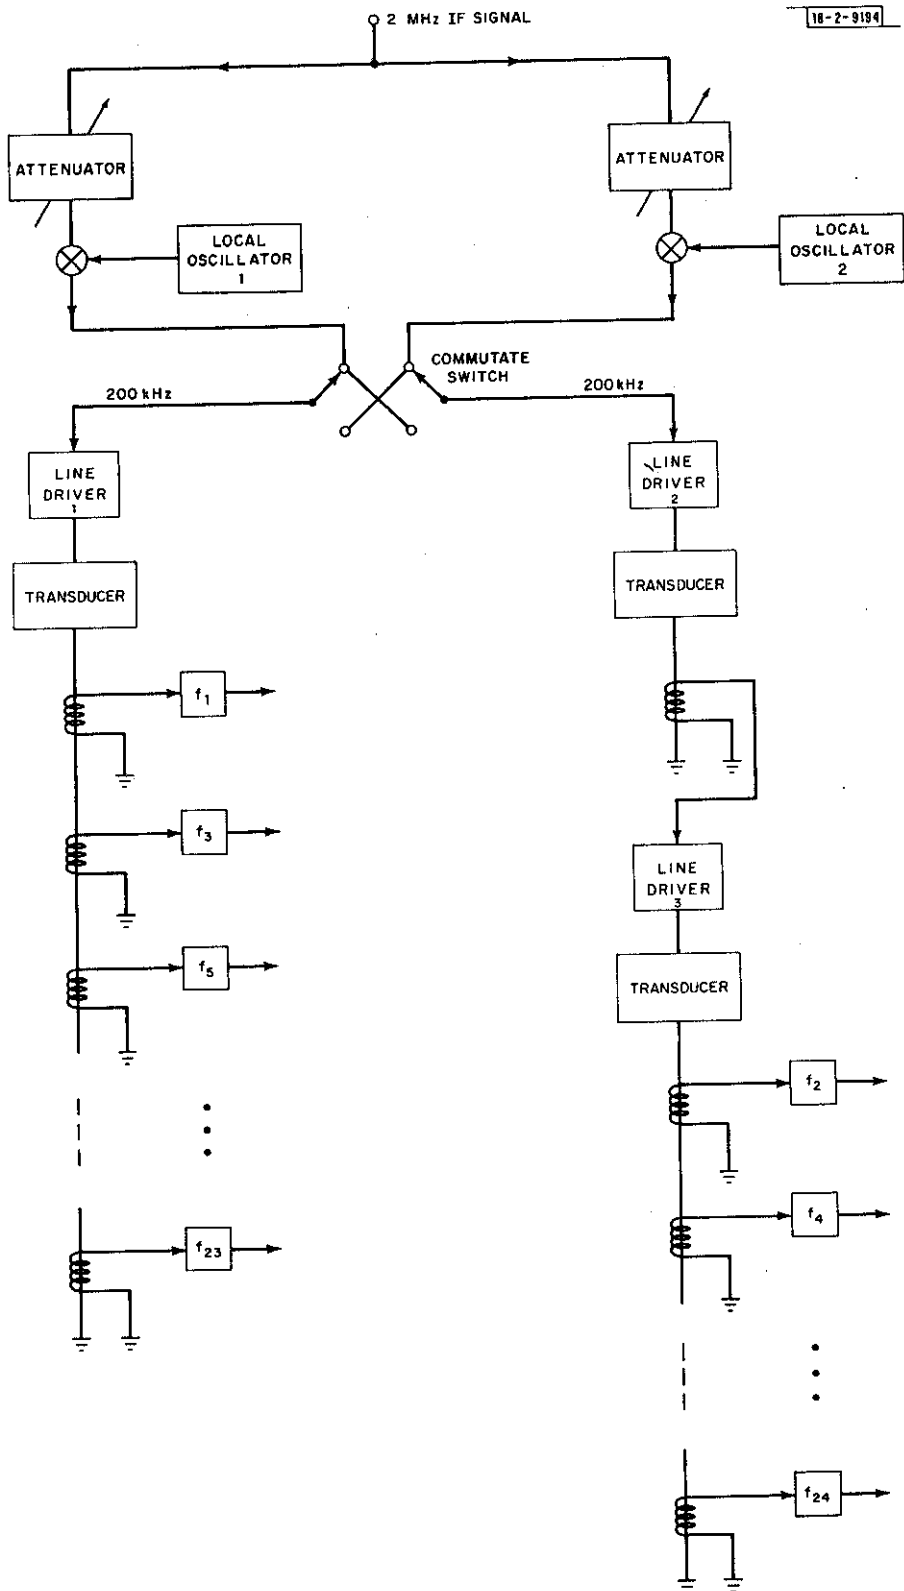 2 MHz IF SIGNAL
18-2-9194
ATTENUATOR
ATTENUATOR
LOCAL
OSCILLATOR
1
LOCAL
OSCILLATOR
2
COMMUTATE
SWITCH
200 kHz
200 kHz
LINE
DRIVER
1
LINE
DRIVER
2
TRANSDUCER
TRANSDUCER
f1
f3
LINE
DRIVER
3
f5
TRANSDUCER
f2
f4
f23
f24